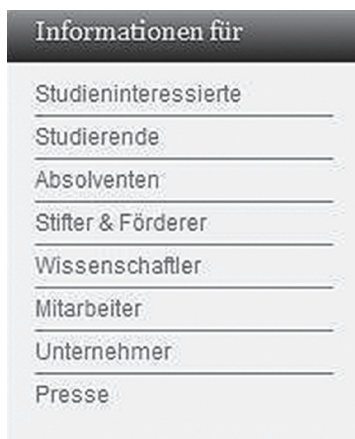 Informationen für
Studieninteressierte
Studierende
Absolventen
Stifter & Förderer
Wissenschaftler
Mitarbeiter
Unternehmer
Presse